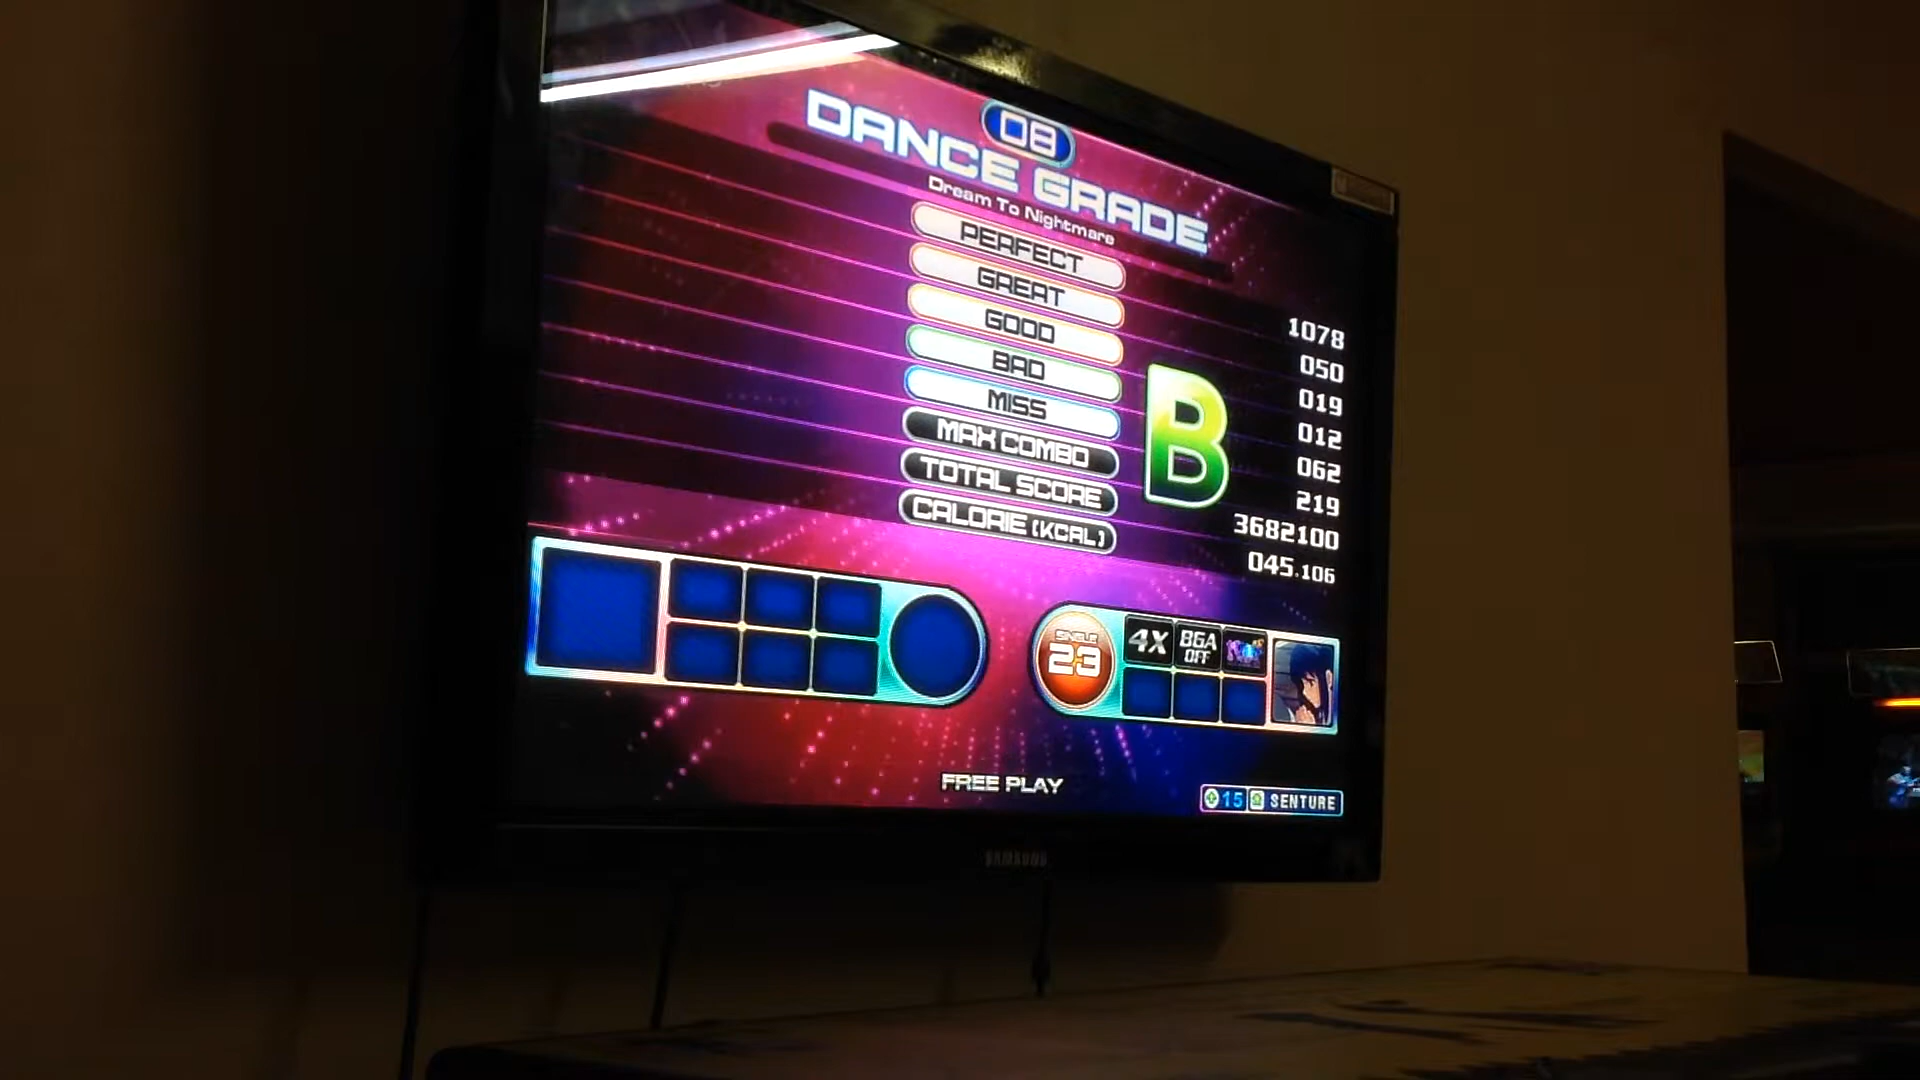 08
DANCE GRADE
Dream To Nightmare
PERFECT 1078
GREAT 050
GOOD 019
BAD 012
MISS 062
MAX COMBO 219
TOTAL SCORE 3682100
CALORIE (KCAL) 045.106
B
SINGLE
23
4X
BGA
OFF
FREE PLAY
15 SENTURE
SAMSUNG